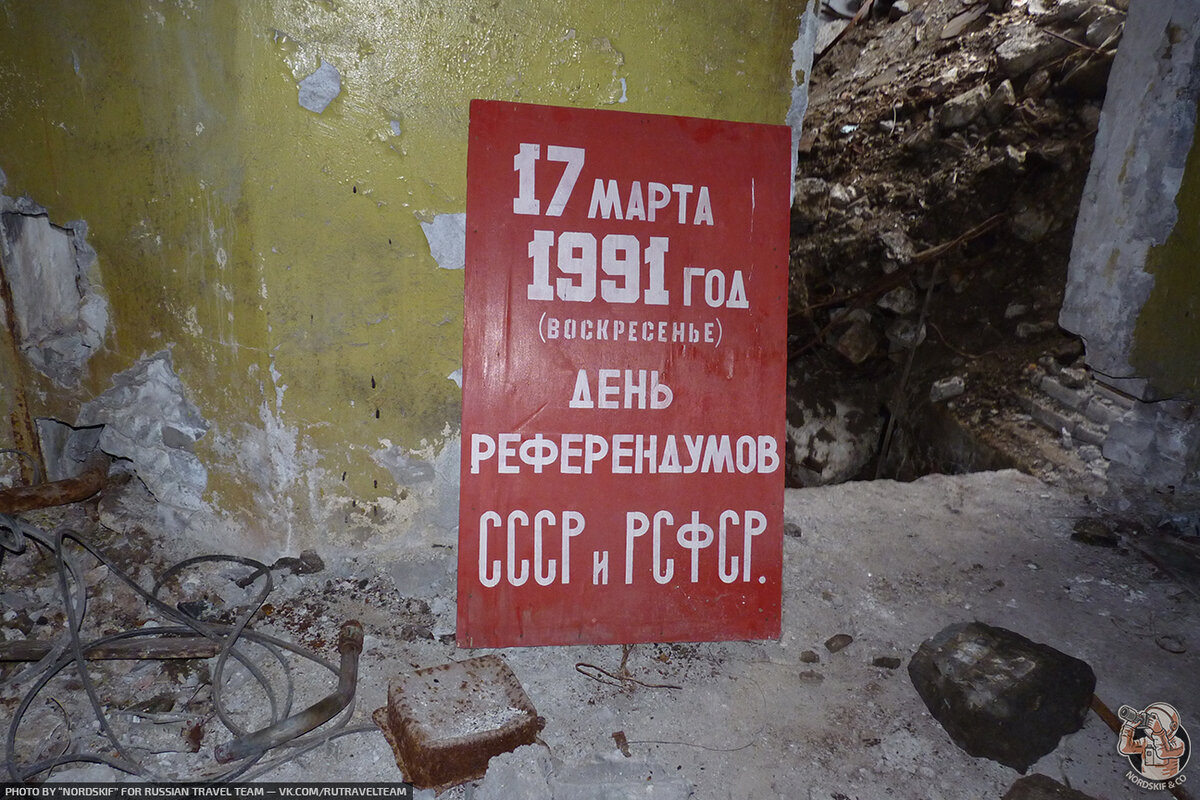 17 МАРТА
1991 ГОД
(ВОСКРЕСЕНЬЕ)
ДЕНЬ
РЕФЕРЕНДУМОВ
СССР и РСФСР.
PHOTO BY "NORDSKIF" FOR RUSSIAN TRAVEL TEAM — VK.COM/RUTRAVELTEAM
NORDSKIF & CO